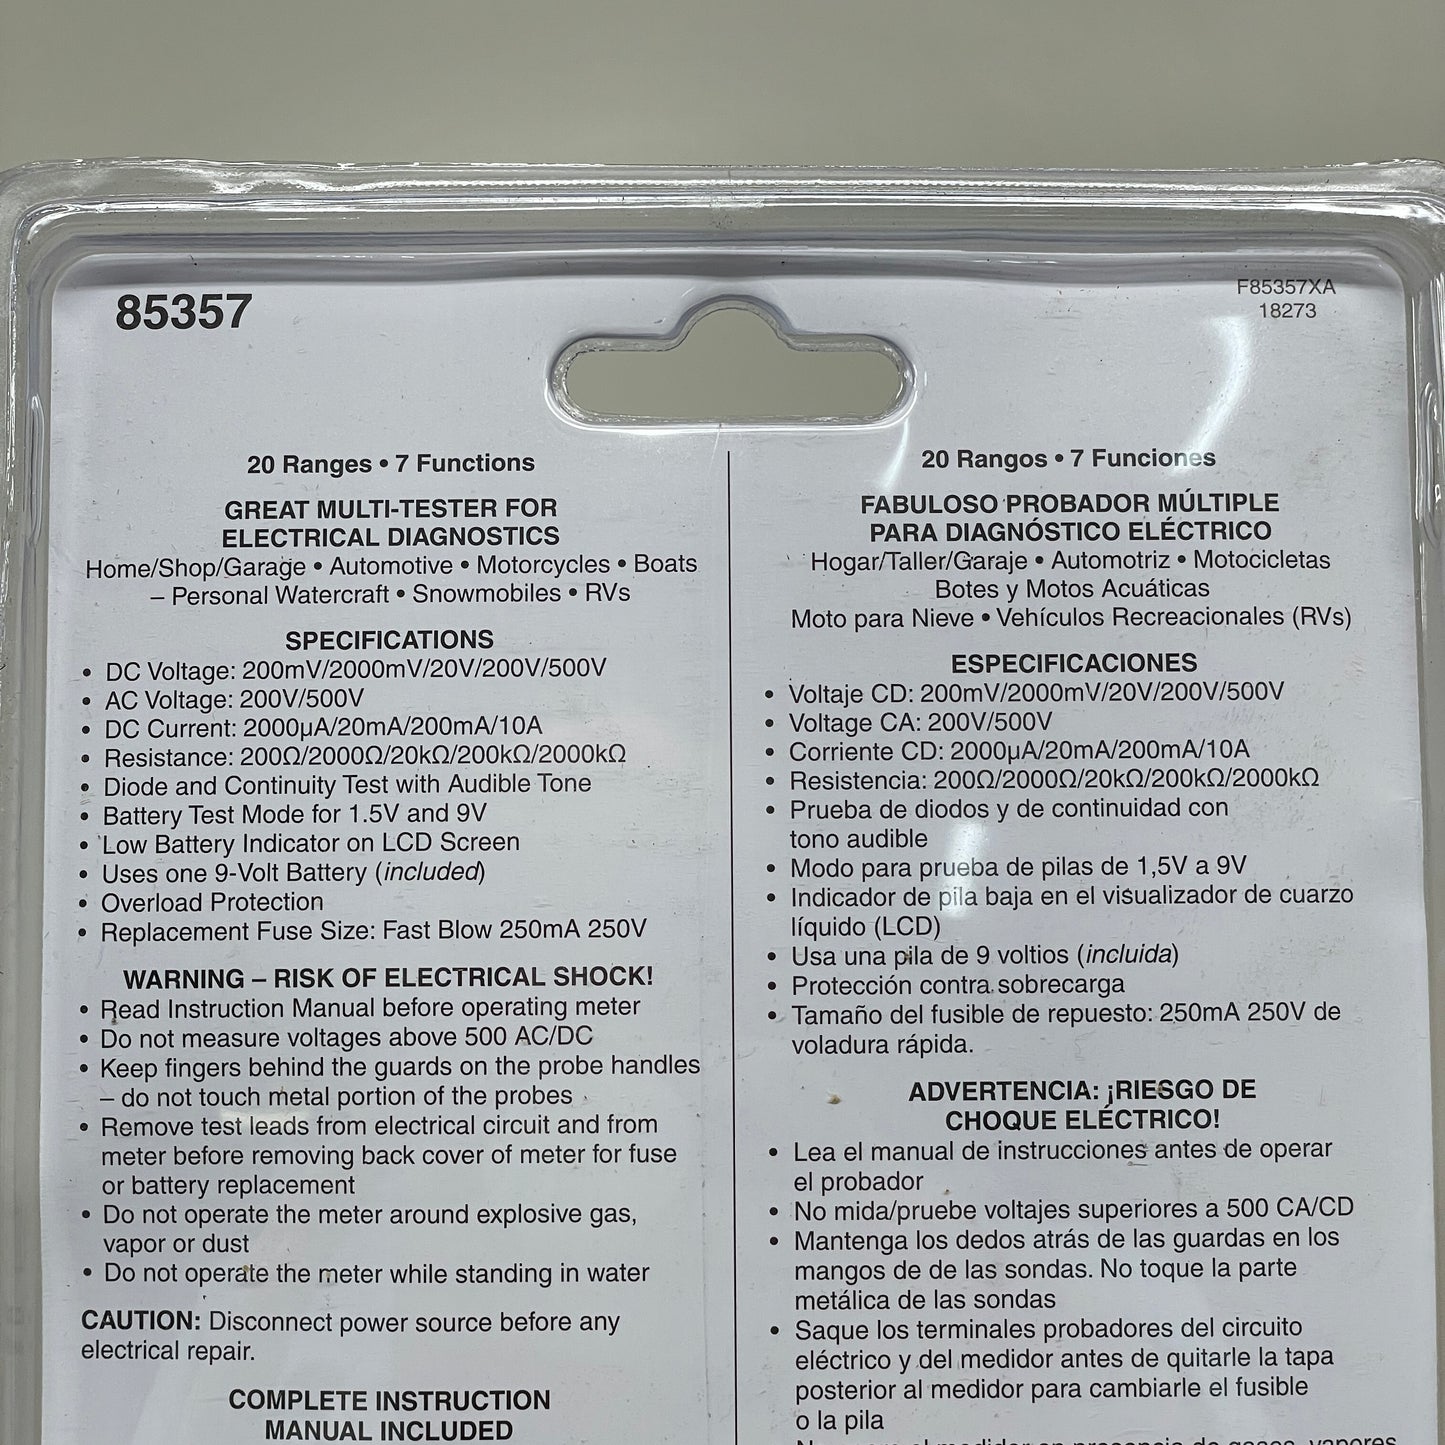 85357
F85357XA
18273
20 Ranges • 7 Functions
GREAT MULTI-TESTER FOR
ELECTRICAL DIAGNOSTICS
Home/Shop/Garage • Automotive • Motorcycles • Boats
– Personal Watercraft • Snowmobiles • RVs
SPECIFICATIONS
• DC Voltage: 200mV/2000mV/20V/200V/500V
• AC Voltage: 200V/500V
• DC Current: 2000µA/20mA/200mA/10A
• Resistance: 200Ω/2000Ω/20kΩ/200kΩ/2000kΩ
• Diode and Continuity Test with Audible Tone
• Battery Test Mode for 1.5V and 9V
• Low Battery Indicator on LCD Screen
• Uses one 9-Volt Battery (included)
• Overload Protection
• Replacement Fuse Size: Fast Blow 250mA 250V
WARNING – RISK OF ELECTRICAL SHOCK!
• Read Instruction Manual before operating meter
• Do not measure voltages above 500 AC/DC
• Keep fingers behind the guards on the probe handles
– do not touch metal portion of the probes
• Remove test leads from electrical circuit and from
meter before removing back cover of meter for fuse
or battery replacement
• Do not operate the meter around explosive gas,
vapor or dust
• Do not operate the meter while standing in water
CAUTION: Disconnect power source before any
electrical repair.
COMPLETE INSTRUCTION
MANUAL INCLUDED
20 Rangos • 7 Funciones
FABULOSO PROBADOR MÚLTIPLE
PARA DIAGNÓSTICO ELÉCTRICO
Hogar/Taller/Garaje • Automotriz • Motocicletas
Botes y Motos Acuáticas
Moto para Nieve • Vehículos Recreacionales (RVs)
ESPECIFICACIONES
• Voltaje CD: 200mV/2000mV/20V/200V/500V
• Voltage CA: 200V/500V
• Corriente CD: 2000µA/20mA/200mA/10A
• Resistencia: 200Ω/2000Ω/20kΩ/200kΩ/2000kΩ
• Prueba de diodos y de continuidad con
tono audible
• Modo para prueba de pilas de 1,5V a 9V
• Indicador de pila baja en el visualizador de cuarzo
líquido (LCD)
• Usa una pila de 9 voltios (incluida)
• Protección contra sobrecarga
• Tamaño del fusible de repuesto: 250mA 250V de
voladura rápida.
ADVERTENCIA: ¡RIESGO DE
CHOQUE ELÉCTRICO!
• Lea el manual de instrucciones antes de operar
el probador
• No mida/pruebe voltajes superiores a 500 CA/CD
• Mantenga los dedos atrás de las guardas en los
mangos de de las sondas. No toque la parte
metálica de las sondas
• Saque los terminales probadores del circuito
eléctrico y del medidor antes de quitarle la tapa
posterior al medidor para cambiarle el fusible
o la pila